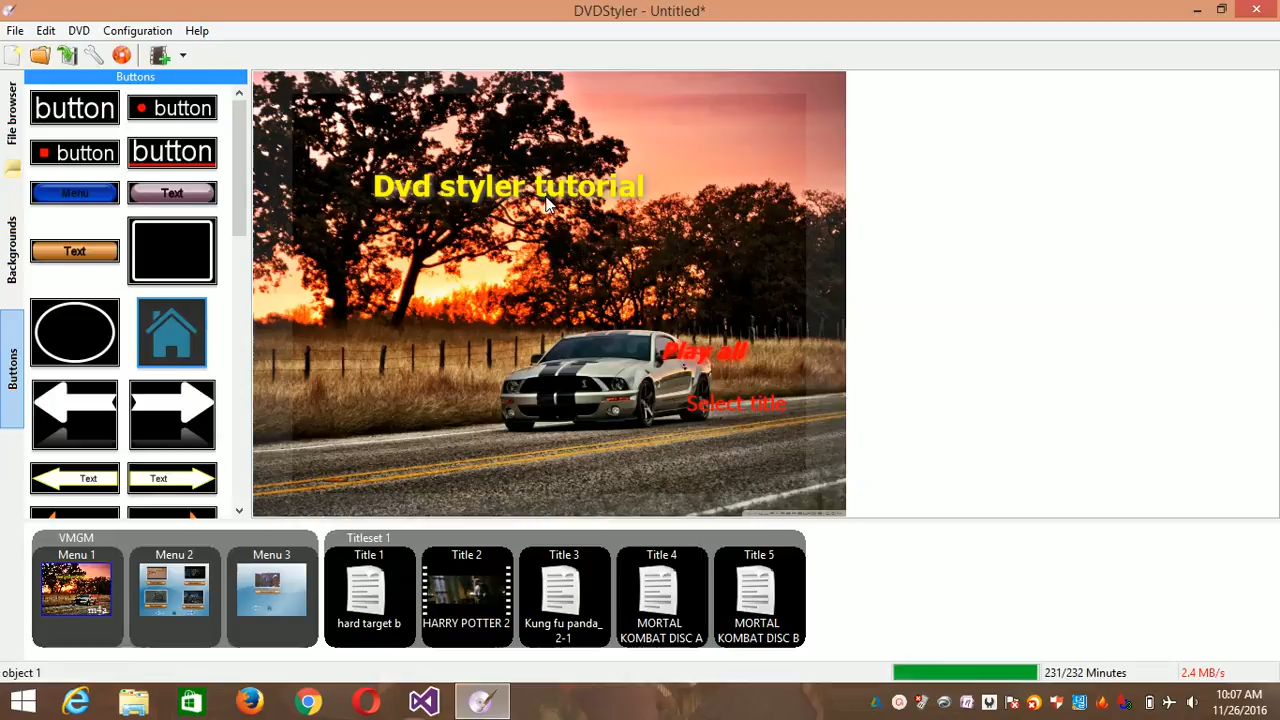 DVDStyler - Untitled*
File Edit DVD Configuration Help
File browser
Backgrounds
Buttons
Buttons
button
button
button
button
Menu
Text
Text
Text
Text
Dvd styler tutorial
Play all
Select title
VMGM
Menu 1
Menu 2
Menu 3
m4a
Titleset 1
Title 1
hard target b
Title 2
HARRY POTTER 2
Title 3
Kung fu panda_
2-1
Title 4
MORTAL
KOMBAT DISC A
Title 5
MORTAL
KOMBAT DISC B
object 1
231/232 Minutes
2.4 MB/s
10:07 AM
11/26/2016